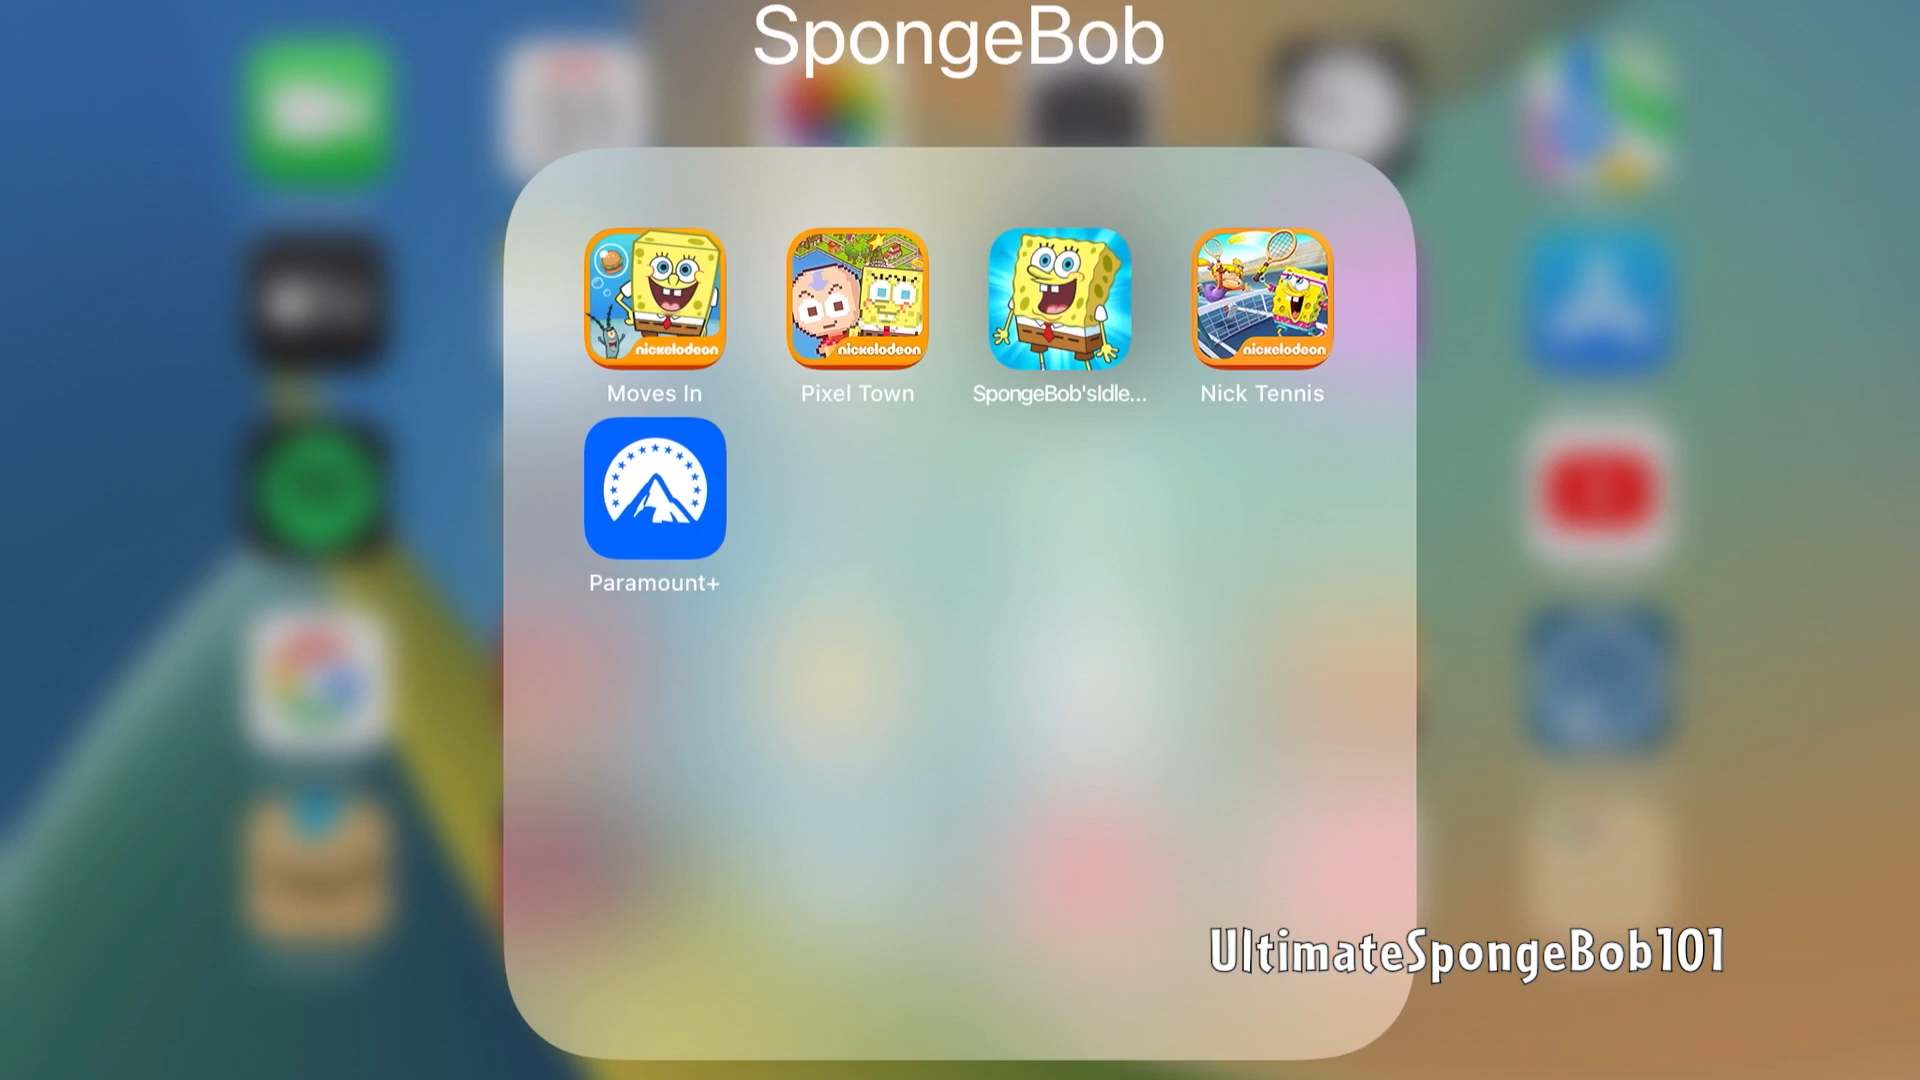 SpongeBob
nickelodeon
nickelodeon
nickelodeon
Moves In
Pixel Town
SpongeBob'sIdle...
Nick Tennis
Paramount+
UltimateSpongeBob101